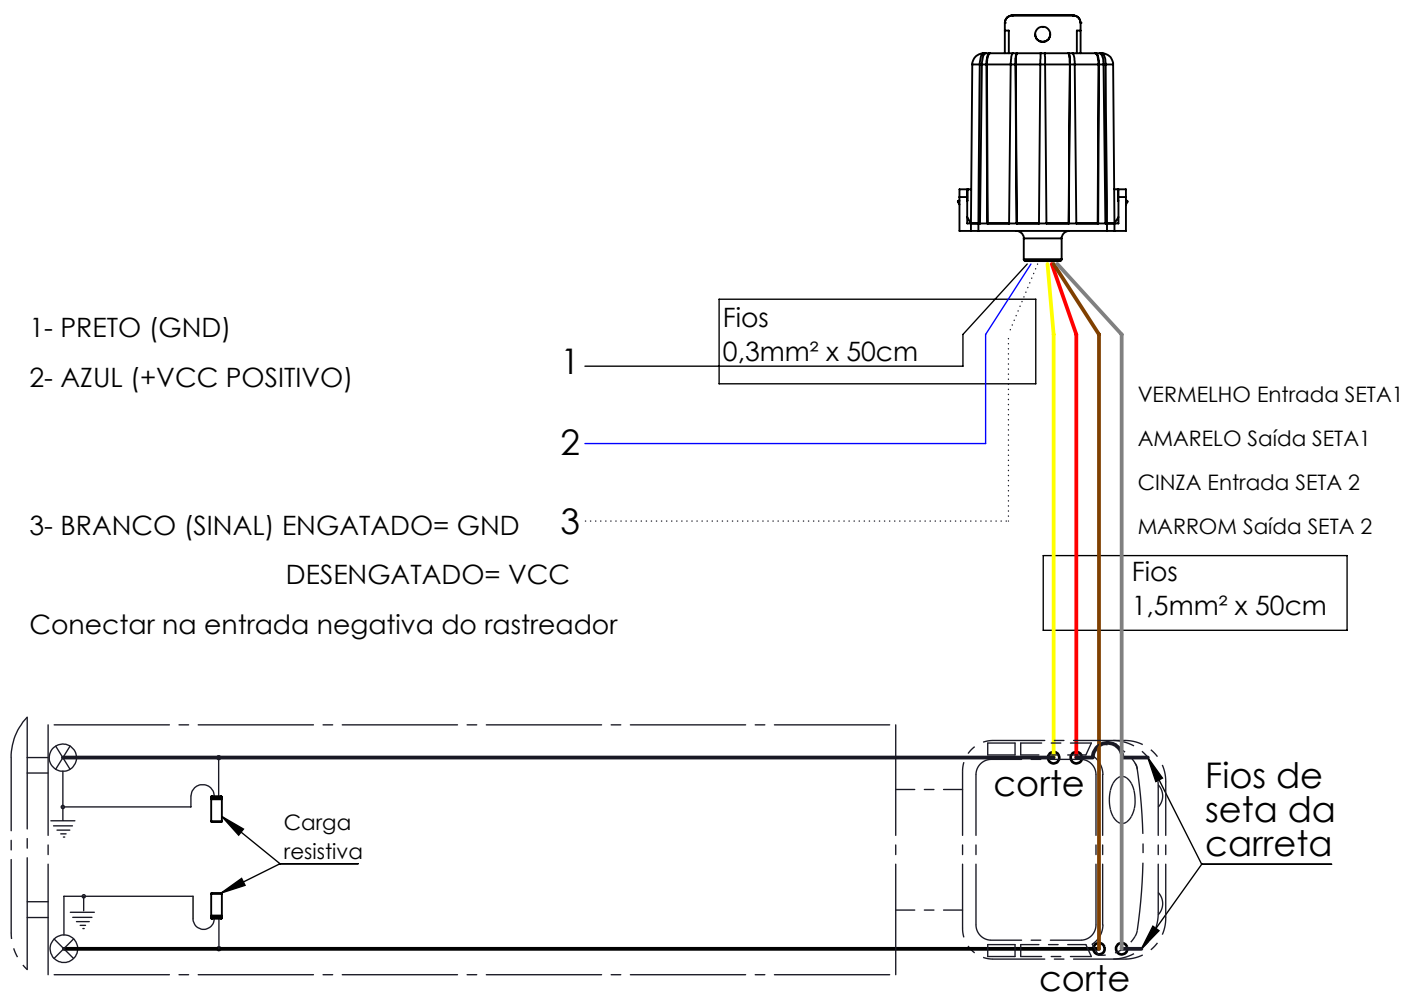 1- PRETO (GND)
2- AZUL (+VCC POSITIVO)
3- BRANCO (SINAL) ENGATADO= GND
DESENGATADO= VCC
Conectar na entrada negativa do rastreador
1
2
3
Fios
0,3mm² x 50cm
VERMELHO Entrada SETA1
AMARELO Saída SETA1
CINZA Entrada SETA 2
MARROM Saída SETA 2
Fios
1,5mm² x 50cm
corte
Fios de
seta da
carreta
Carga
resistiva
corte